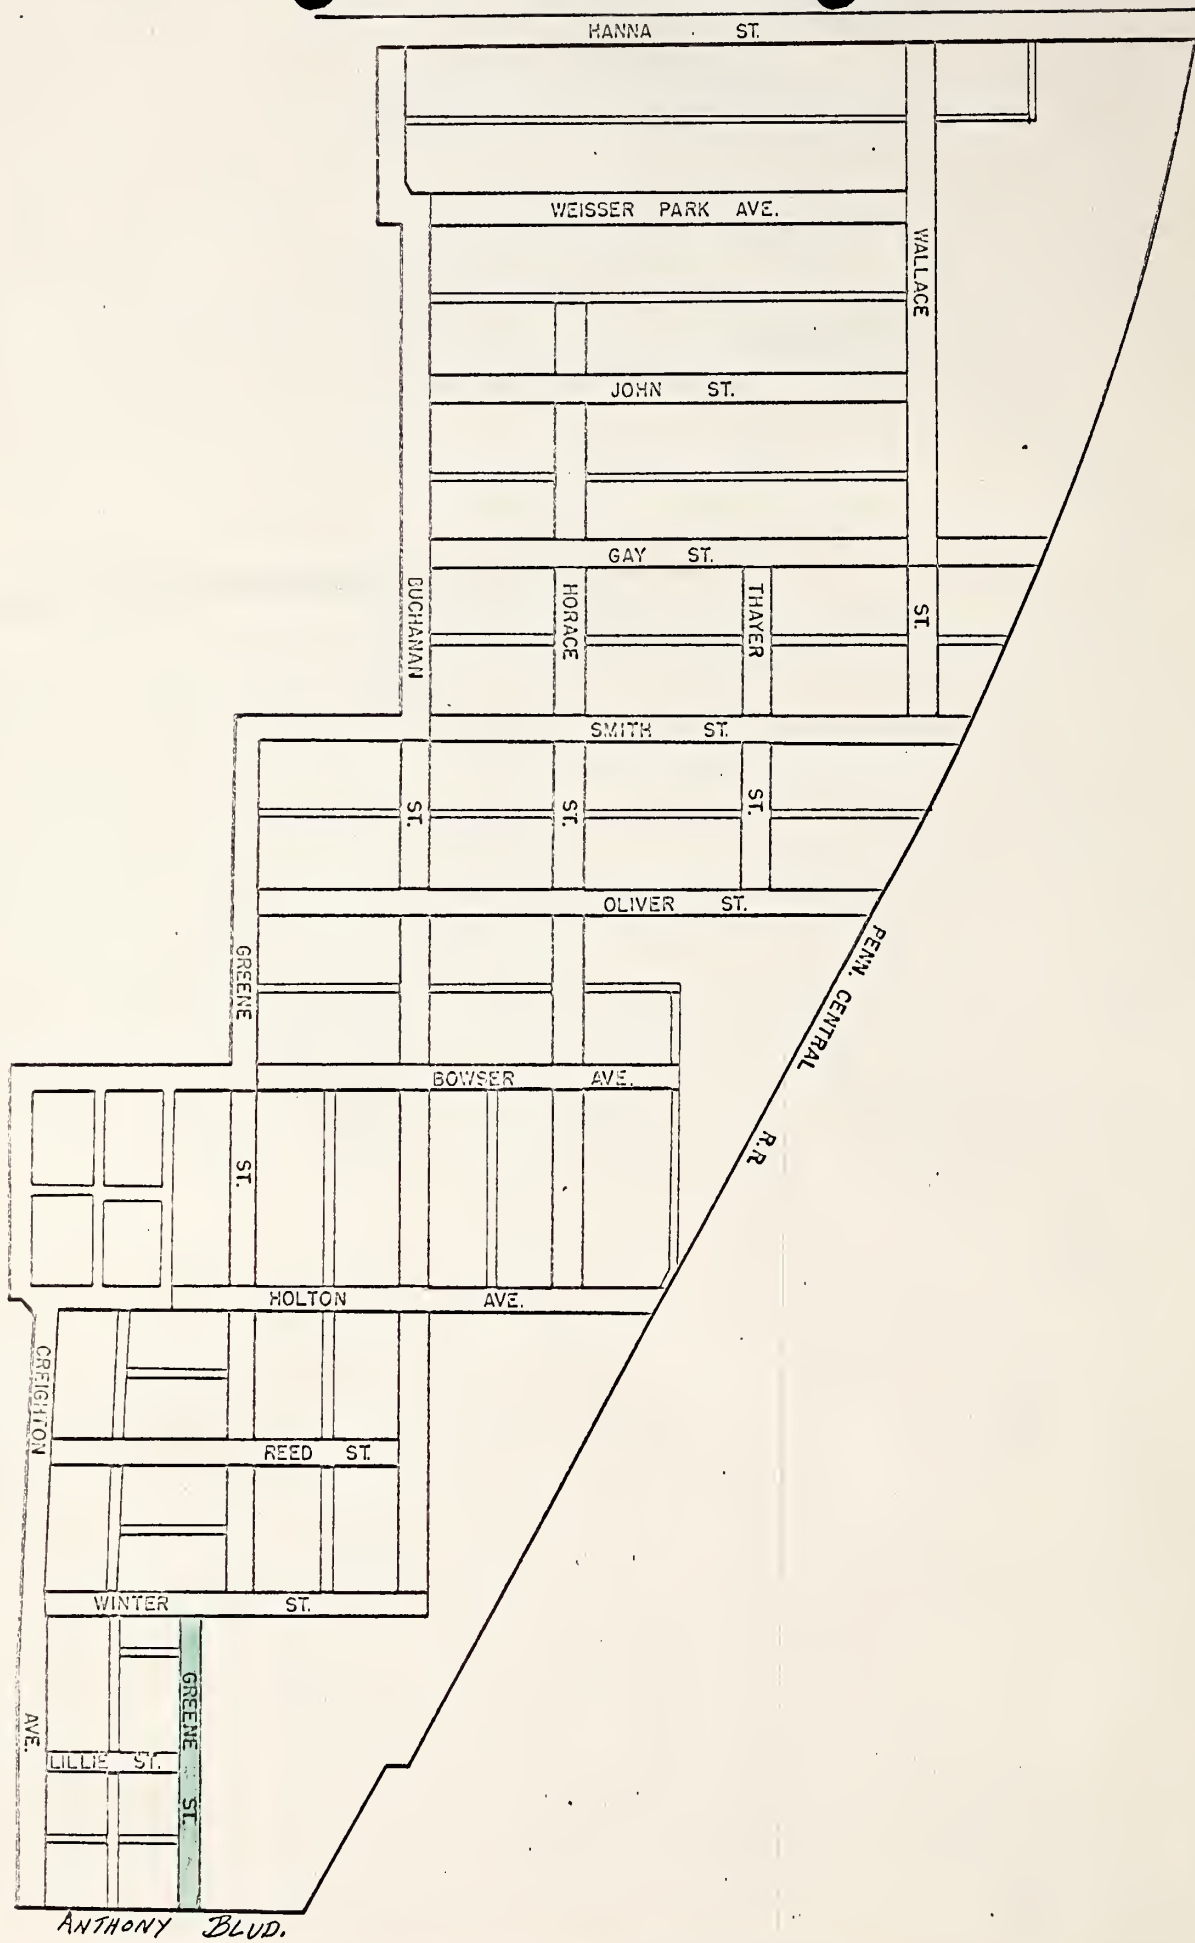 HANNA ST.
WEISSER PARK AVE.
WALLACE
JOHN ST.
GAY ST.
BUCHANAN
HORACE
THAYER
ST.
SMITH ST.
ST.
ST.
ST.
OLIVER ST.
GREENE
PENN. CENTRAL
R.R
BOWSER AVE.
ST.
HOLTON AVE.
CREIGHTON
REED ST.
WINTER ST.
GREENE ST.
AVE.
LILLIE ST.
ANTHONY BLVD.